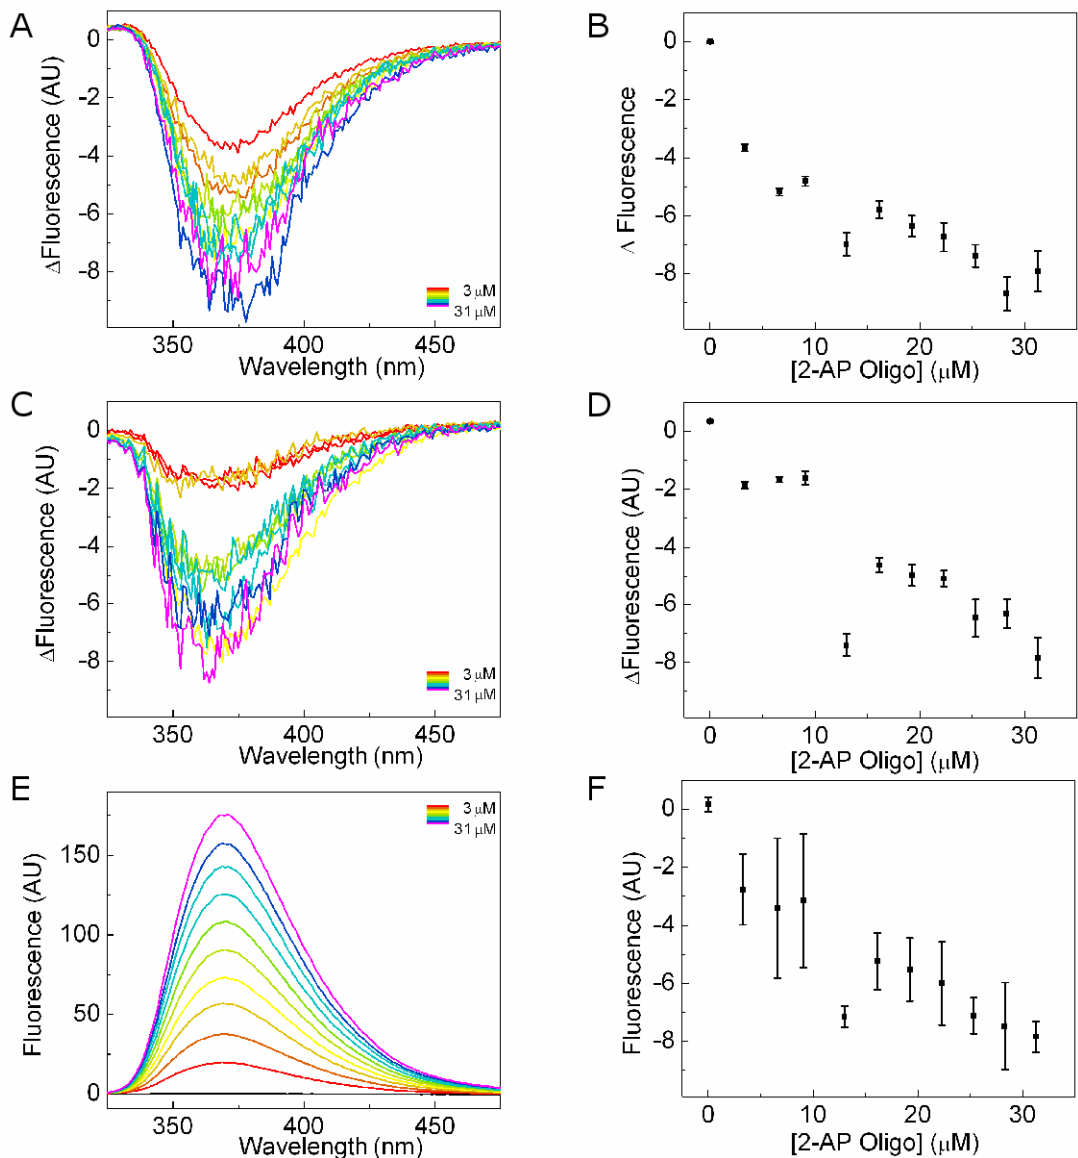 A
ΔFluorescence (AU)
0
-2
-4
-6
-8
3 μM
31 μM
350
400
450
Wavelength (nm)
B
Λ Fluorescence
0
-2
-4
-6
-8
0
10
20
30
[2-AP Oligo] (μM)
C
ΔFluorescence (AU)
0
-2
-4
-6
-8
3 μM
31 μM
350
400
450
Wavelength (nm)
D
ΔFluorescence (AU)
0
-2
-4
-6
-8
0
10
20
30
[2-AP Oligo] (μM)
E
Fluorescence (AU)
150
100
50
0
3 μM
31 μM
350
400
450
Wavelength (nm)
F
Fluorescence (AU)
0
-2
-4
-6
-8
0
10
20
30
[2-AP Oligo] (μM)